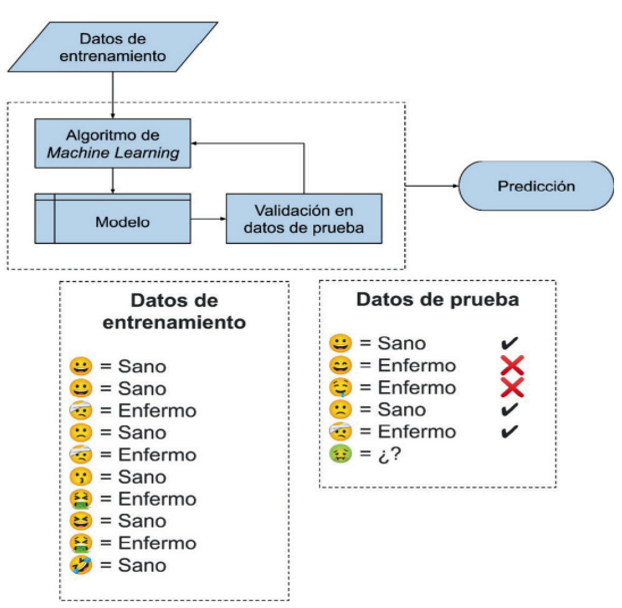 Datos de
entrenamiento
Algoritmo de
Machine Learning
Modelo
Validación en
datos de prueba
Predicción
Datos de
entrenamiento
😀 = Sano
😀 = Sano
🤕 = Enfermo
🙁 = Sano
🤕 = Enfermo
😗 = Sano
🤮 = Enfermo
😆 = Sano
🤮 = Enfermo
🤣 = Sano
Datos de prueba
😀 = Sano ✔
😄 = Enfermo ❌
🤤 = Enfermo ❌
🙁 = Sano ✔
🤕 = Enfermo ✔
🤢 = ¿?